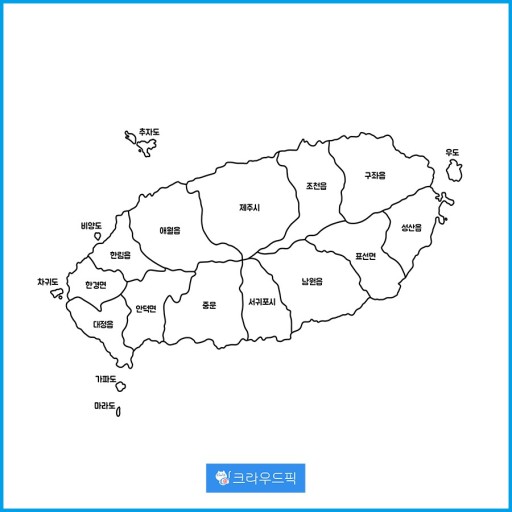 추자도
우도
구좌읍
조천읍
제주시
성산읍
비양도
애월읍
한림읍
표선면
차귀도
한경면
남원읍
안덕면
중문
서귀포시
대정읍
가파도
마라도
크라우드픽